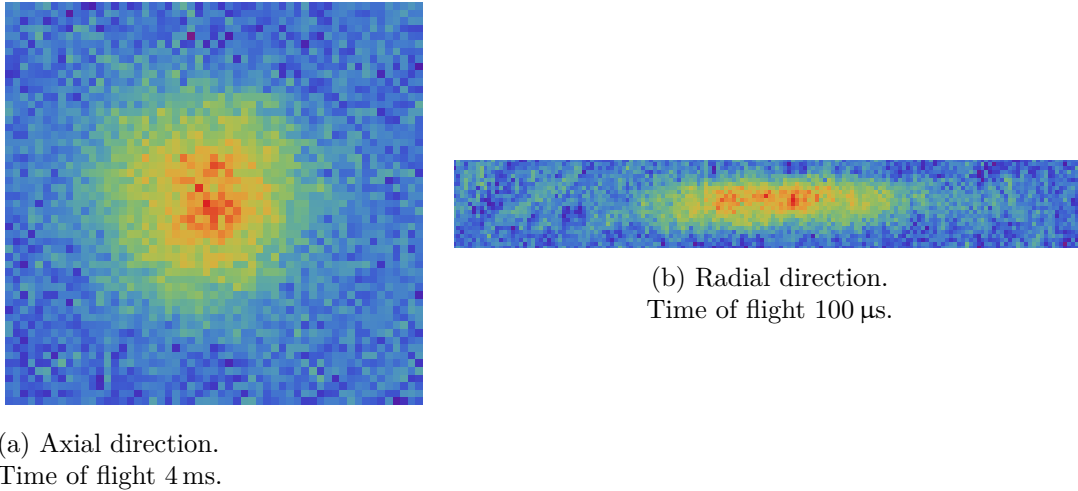 (a) Axial direction.
Time of flight 4 ms.
(b) Radial direction.
Time of flight 100 μs.